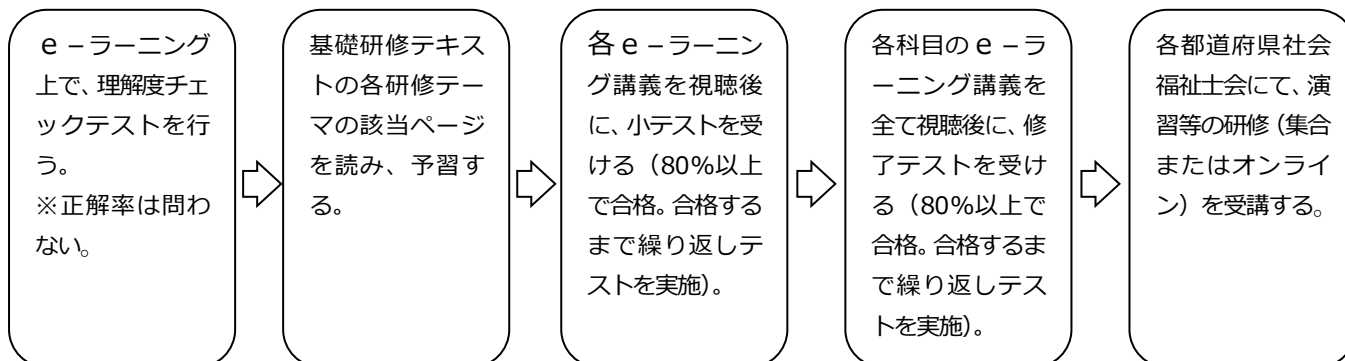 e－ラーニング
上で、理解度チェ
ックテストを行
う。
※正解率は問わ
ない。
基礎研修テキス
トの各研修テー
マの該当ページ
を読み、予習す
る。
各e－ラーニン
グ講義を視聴後
に、小テストを受
ける（80%以上
で合格。合格する
まで繰り返しテ
ストを実施）。
各科目のe－ラ
ーニング講義を
全て視聴後に、修
了テストを受け
る（80%以上で
合格。合格するま
で繰り返しテス
トを実施）。
各都道府県社会
福祉士会にて、演
習等の研修（集合
またはオンライ
ン）を受講する。